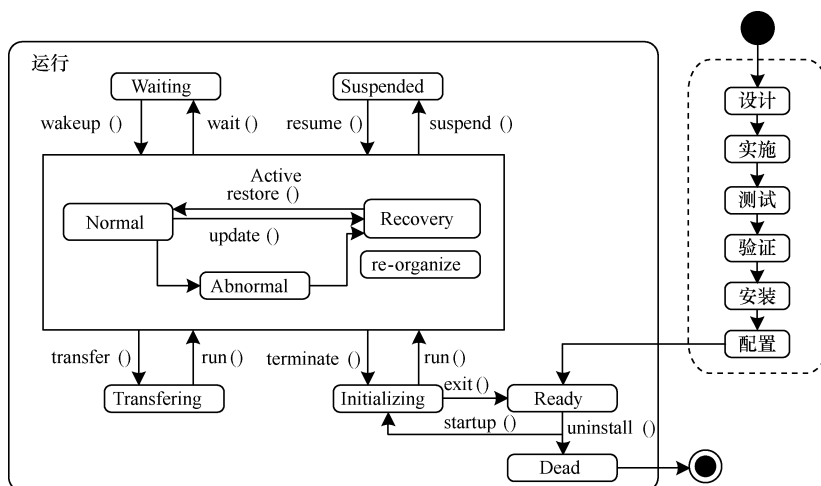 运行
Waiting
Suspended
wakeup ()
wait ()
resume ()
suspend ()
Active
restore ()
Normal
Recovery
update ()
re-organize
Abnormal
transfer ()
run ()
terminate ()
run ()
Transfering
Initializing
exit ()
Ready
startup ()
uninstall ()
Dead
设计
实施
测试
验证
安装
配置